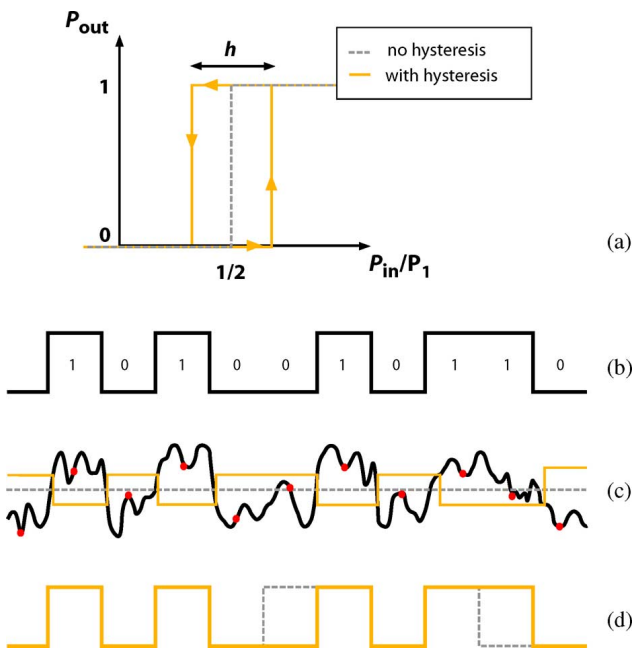 P_out
h
no hysteresis
with hysteresis
1
0
1/2
P_in/P_1
(a)
1 0 1 0 0 1 0 1 1 0
(b)
(c)
(d)